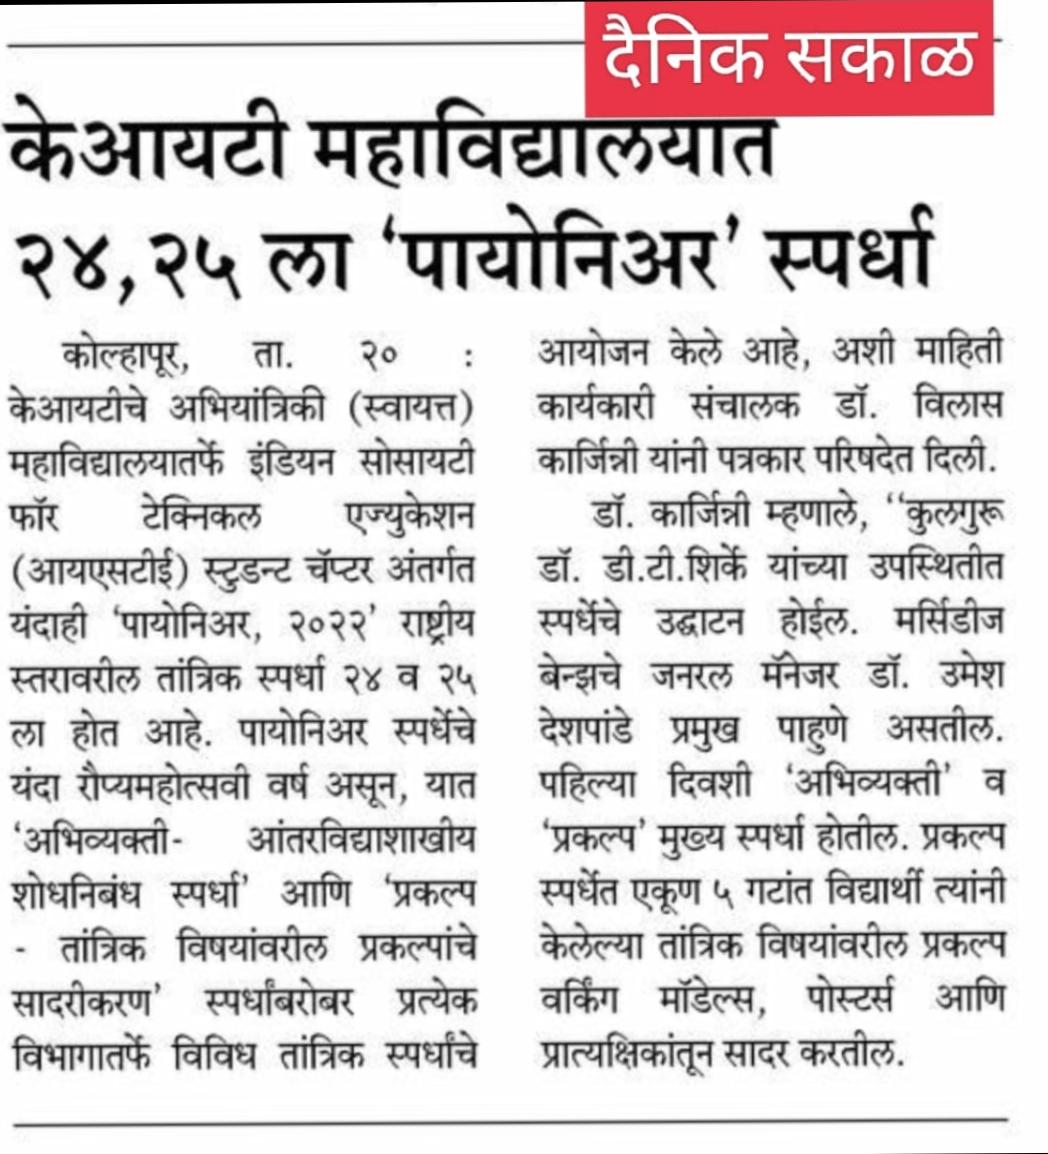 दैनिक सकाळ
केआयटी महाविद्यालयात
२४,२५ ला ‘पायोनिअर’ स्पर्धा
कोल्हापूर, ता. २० :
केआयटीचे अभियांत्रिकी (स्वायत्त)
महाविद्यालयातर्फे इंडियन सोसायटी
फॉर टेक्निकल एज्युकेशन
(आयएसटीई) स्टुडन्ट चॅप्टर अंतर्गत
यंदाही ‘पायोनिअर, २०२२’ राष्ट्रीय
स्तरावरील तांत्रिक स्पर्धा २४ व २५
ला होत आहे. पायोनिअर स्पर्धेचे
यंदा रौप्यमहोत्सवी वर्ष असून, यात
‘अभिव्यक्ती- आंतरविद्याशाखीय
शोधनिबंध स्पर्धा’ आणि ‘प्रकल्प
- तांत्रिक विषयांवरील प्रकल्पांचे
सादरीकरण’ स्पर्धांबरोबर प्रत्येक
विभागातर्फे विविध तांत्रिक स्पर्धांचे
आयोजन केले आहे, अशी माहिती
कार्यकारी संचालक डॉ. विलास
कार्जिन्नी यांनी पत्रकार परिषदेत दिली.
डॉ. कार्जिन्नी म्हणाले, ‘‘कुलगुरू
डॉ. डी.टी.शिर्के यांच्या उपस्थितीत
स्पर्धेचे उद्घाटन होईल. मर्सिडीज
बेन्झचे जनरल मॅनेजर डॉ. उमेश
देशपांडे प्रमुख पाहुणे असतील.
पहिल्या दिवशी ‘अभिव्यक्ती’ व
‘प्रकल्प’ मुख्य स्पर्धा होतील. प्रकल्प
स्पर्धेत एकूण ५ गटांत विद्यार्थी त्यांनी
केलेल्या तांत्रिक विषयांवरील प्रकल्प
वर्किंग मॉडेल्स, पोस्टर्स आणि
प्रात्यक्षिकांतून सादर करतील.